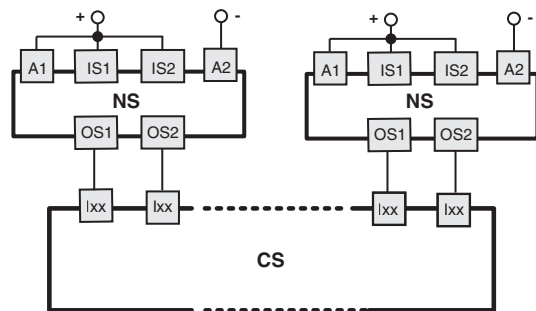 + - + -
A1 IS1 IS2 A2 A1 IS1 IS2 A2
NS NS
OS1 OS2 OS1 OS2
Ixx Ixx Ixx Ixx
CS